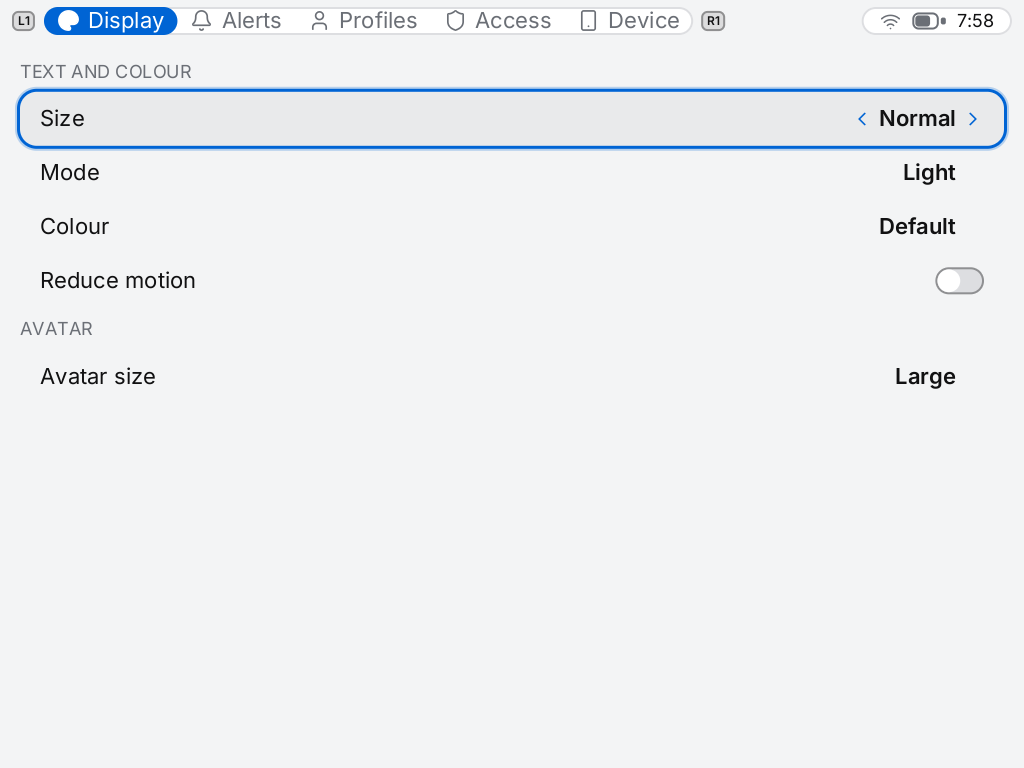 L1 Display Alerts Profiles Access Device R1 7:58
TEXT AND COLOUR
Size Normal
Mode Light
Colour Default
Reduce motion
AVATAR
Avatar size Large